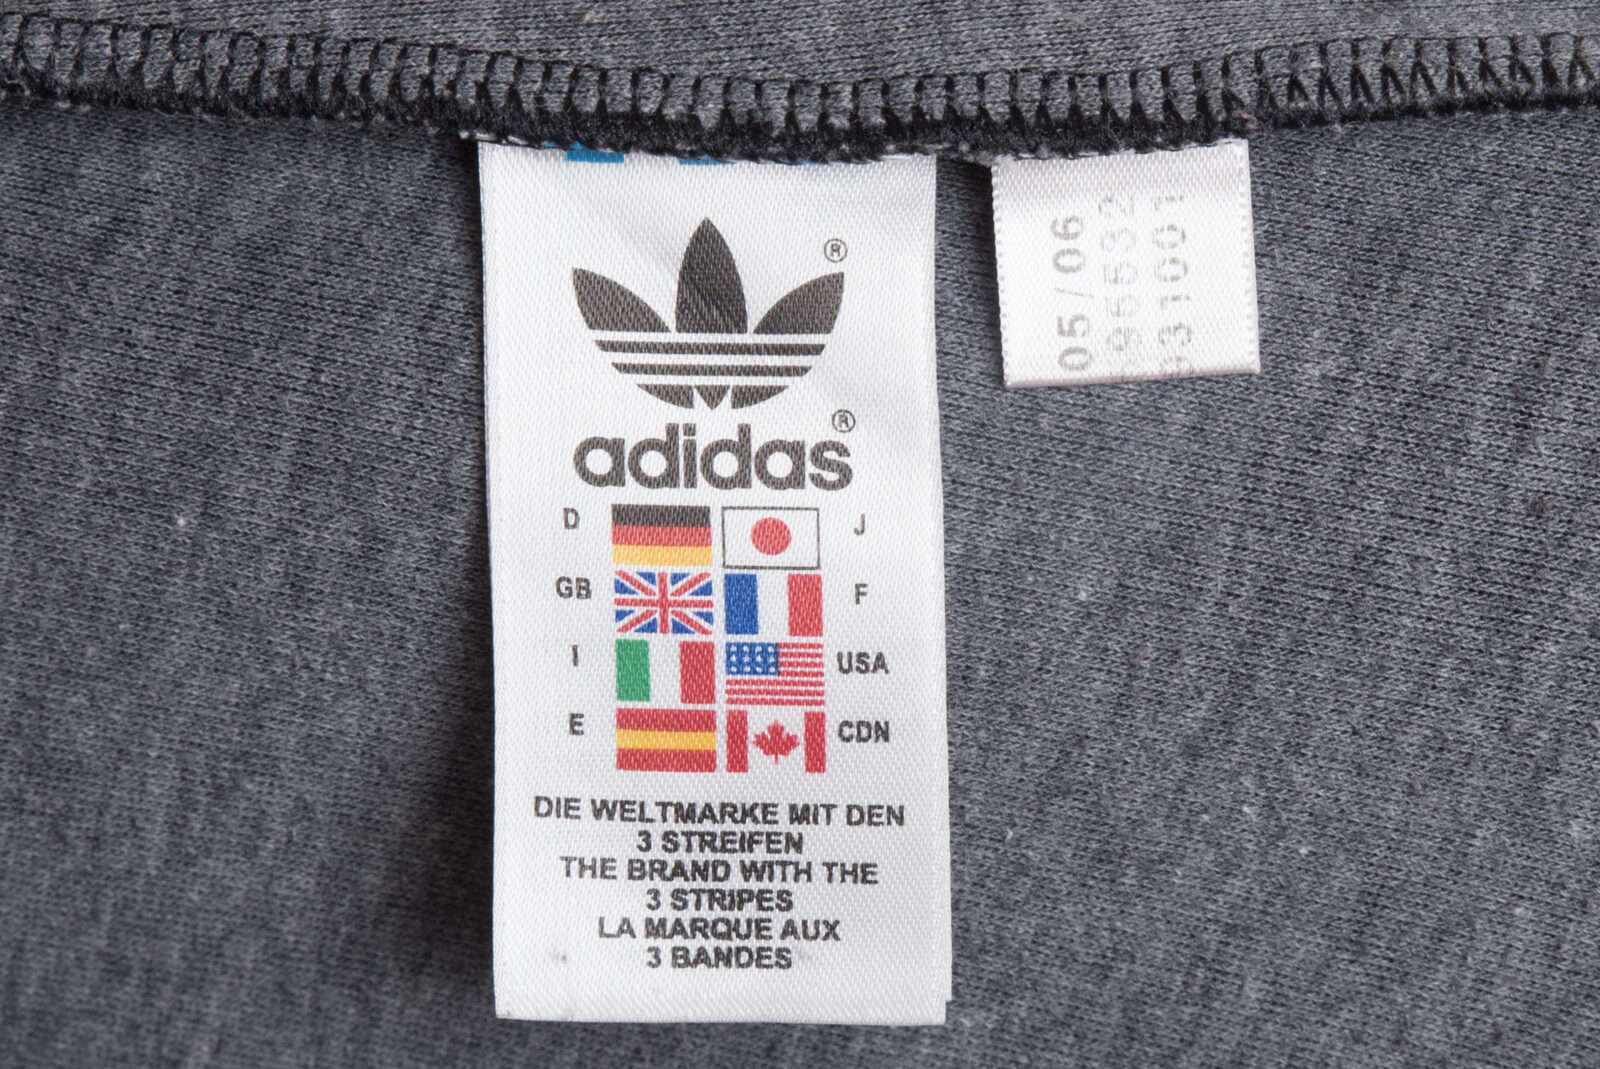 ®
adidas®
D J
GB F
I USA
E CDN
DIE WELTMARKE MIT DEN
3 STREIFEN
THE BRAND WITH THE
3 STRIPES
LA MARQUE AUX
3 BANDES
05/06